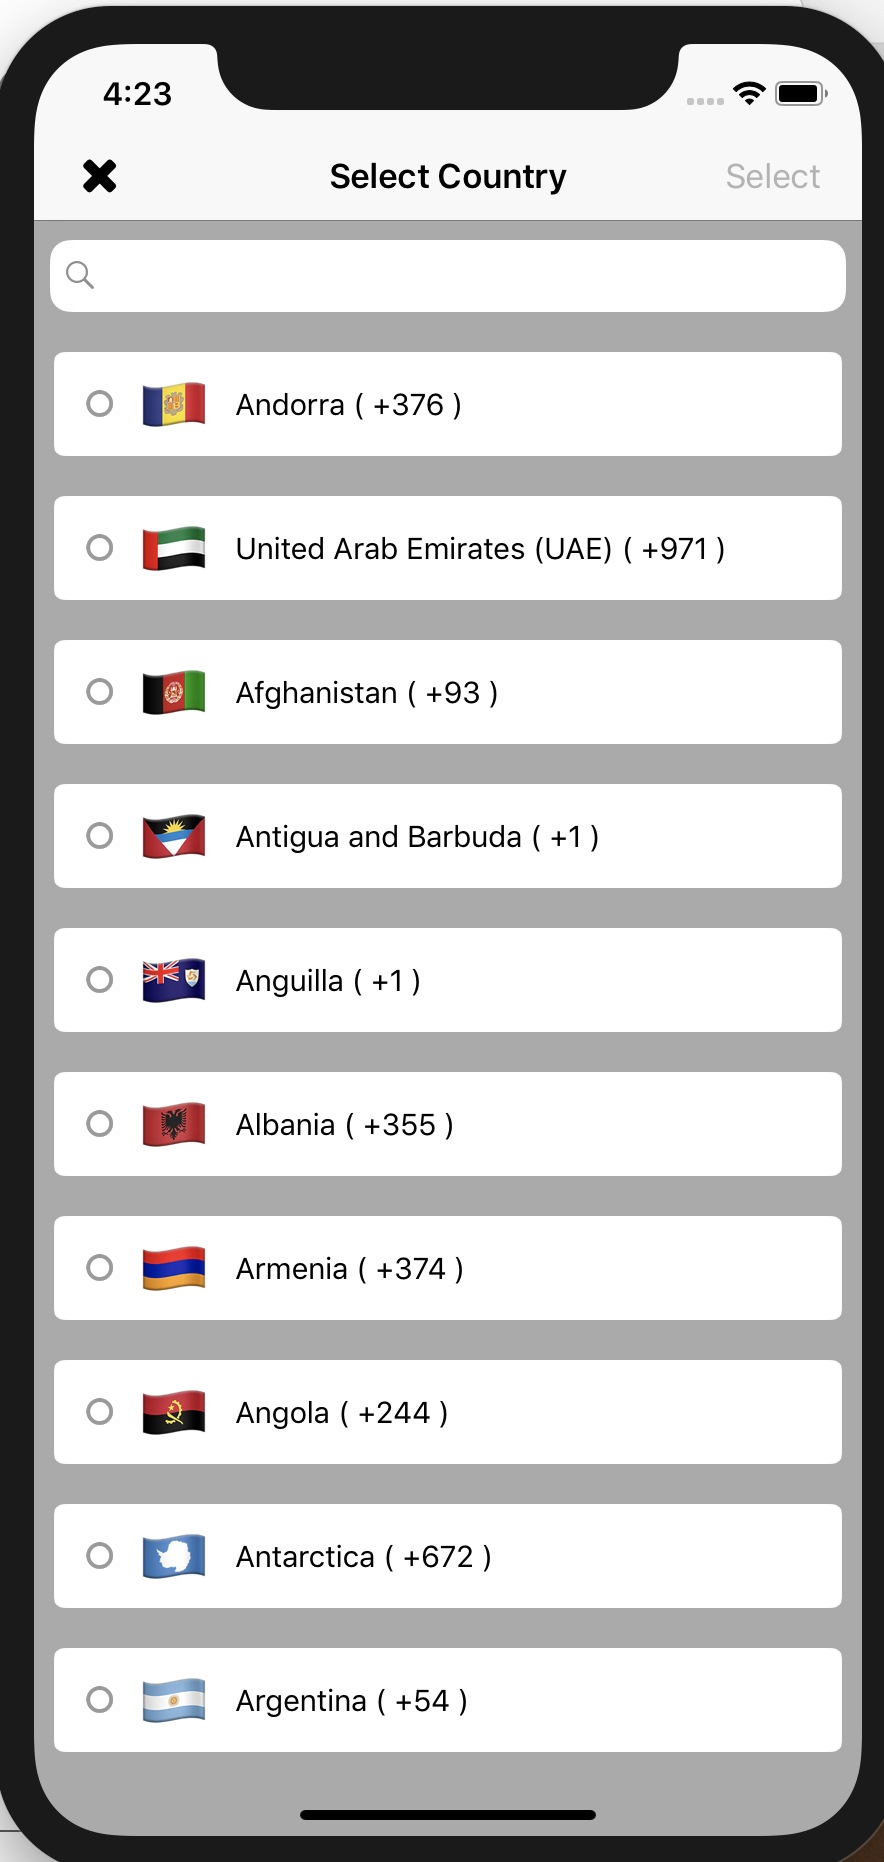 4:23
Select Country
Select
Andorra ( +376 )
United Arab Emirates (UAE) ( +971 )
Afghanistan ( +93 )
Antigua and Barbuda ( +1 )
Anguilla ( +1 )
Albania ( +355 )
Armenia ( +374 )
Angola ( +244 )
Antarctica ( +672 )
Argentina ( +54 )